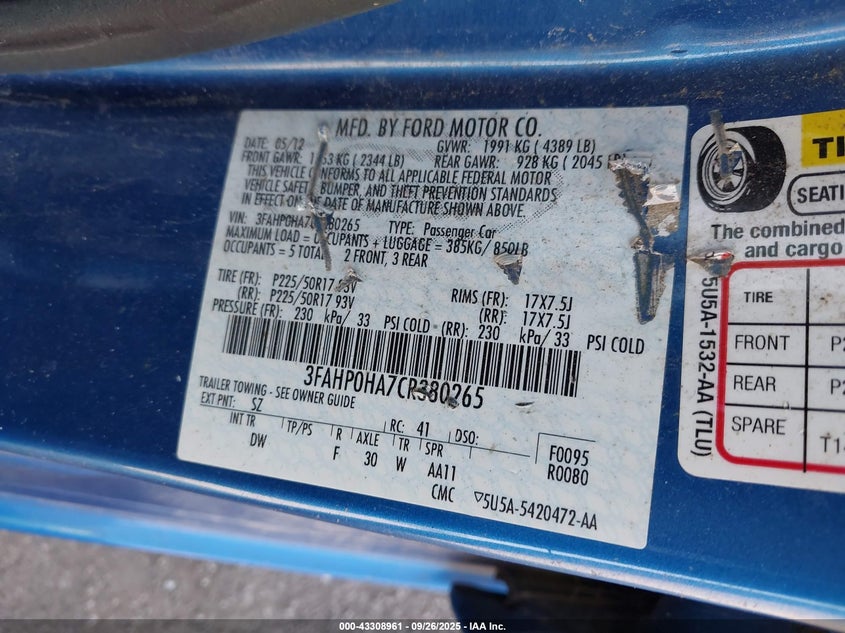 MFD. BY FORD MOTOR CO.
DATE: 05/12 GVWR: 1991 KG ( 4389 LB)
FRONT GAWR: KG ( 2344 LB) REAR GAWR: 928 KG ( 2045
THIS VEHICLE CONFORMS TO ALL APPLICABLE FEDERAL MOTOR
VEHICLE SAFETY BUMPER, AND THEFT PREVENTION STANDARDS
IN EFFECT ON THE DATE OF MANUFACTURE SHOWN ABOVE.
VIN: TYPE: Passenger Car
MAXIMUM LOAD = OCCUPANTS + LUGGAGE = 385KG/ 850LB
OCCUPANTS = 5 TOTAL 2 FRONT, 3 REAR
TIRE (FR): P225/50R17 93V RIMS (FR): 17X7.5J
(RR): P225/50R17 93V (RR): 17X7.5J
PRESSURE (FR): 230 kPa/ 33 PSI COLD (RR): 230 kPa/ 33 PSI COLD
3FAHP0HA7CR380265
TRAILER TOWING - SEE OWNER GUIDE
EXT PNT: SZ RC: 41 DSO: F0095
INT TR TP/PS R AXLE TR SPR R0080
DW F 30 W AA11
CMC ▽5U5A-5420472-AA
TI
SEATI
The combined
and cargo
TIRE
FRONT P2
REAR P2
SPARE T1
5U5A-1532-AA (TLU)
000-43308961 - 09/26/2025 - IAA Inc.